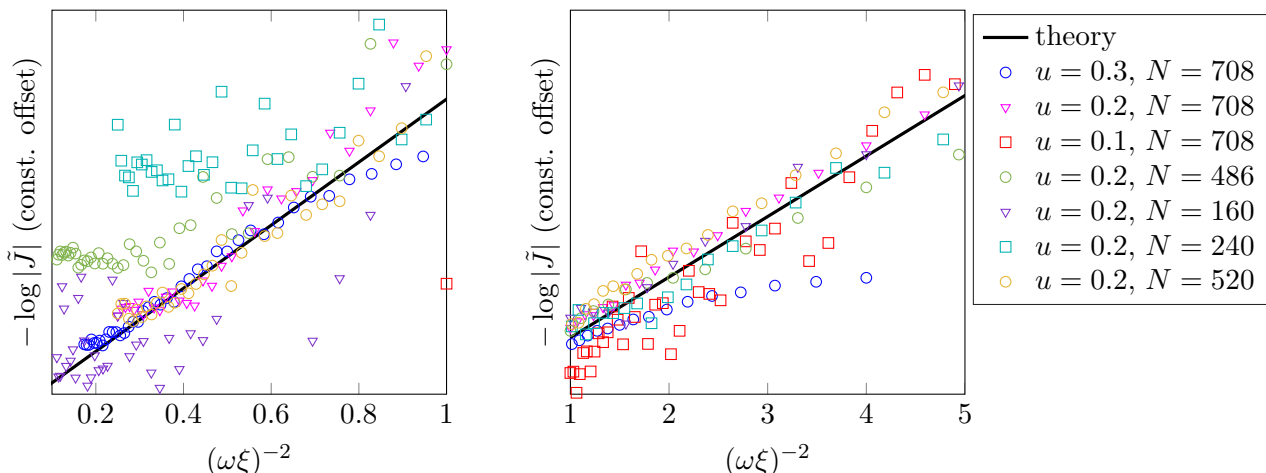 − log |J̃| (const. offset)
0.2 0.4 0.6 0.8 1
(ωξ)⁻²
− log |J̃| (const. offset)
1 2 3 4 5
(ωξ)⁻²
theory
u = 0.3, N = 708
u = 0.2, N = 708
u = 0.1, N = 708
u = 0.2, N = 486
u = 0.2, N = 160
u = 0.2, N = 240
u = 0.2, N = 520